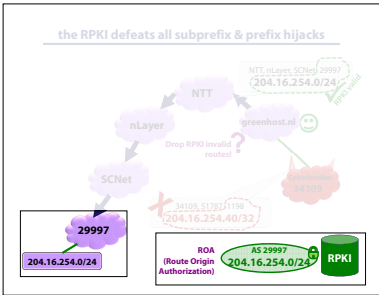 the RPKI defeats all subprefix & prefix hijacks
NTT, nLayer, SCNet, 29997
204.16.254.0/24
RPKI valid
NTT
nLayer
greenhost.nl
Drop RPKI invalid
routes!
?
SCNet
34109
34109, 51787, 1198
204.16.254.40/32
29997
204.16.254.0/24
ROA
(Route Origin
Authorization)
AS 29997
204.16.254.0/24
RPKI